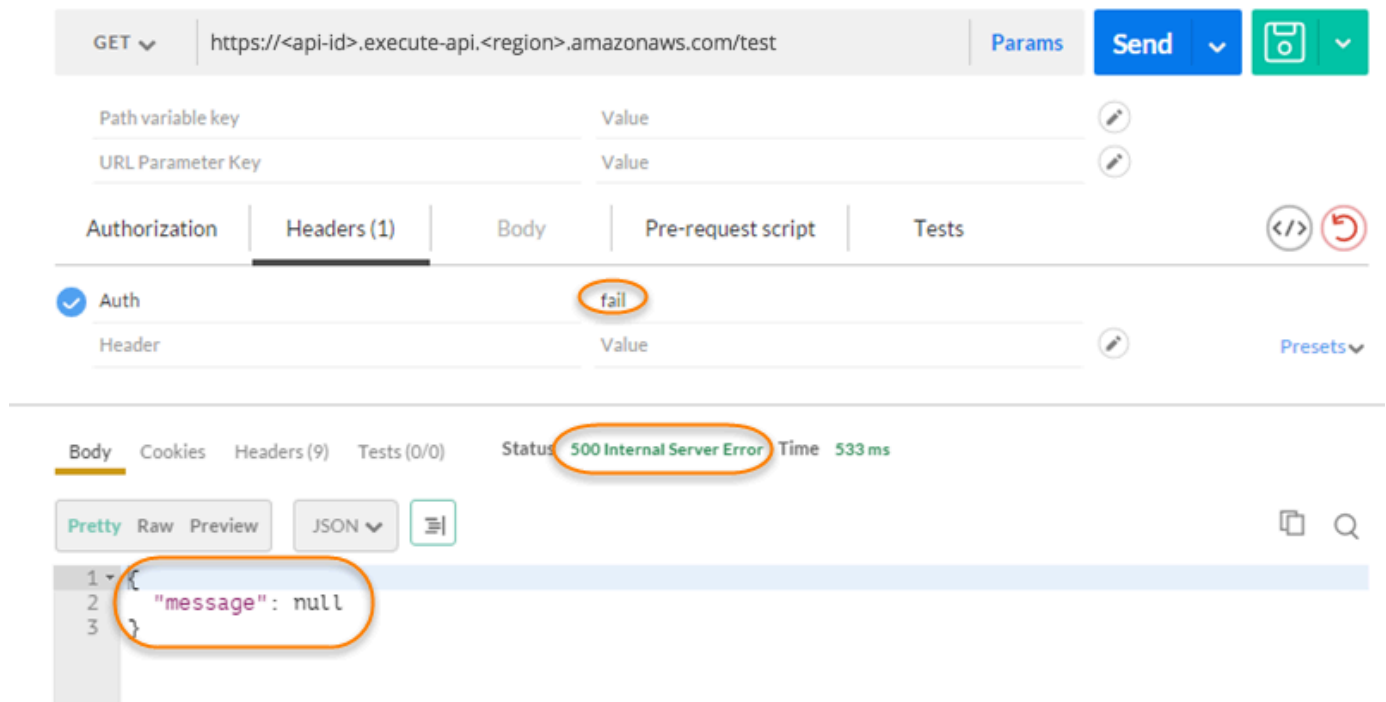 GET https://<api-id>.execute-api.<region>.amazonaws.com/test Params Send
Path variable key Value
URL Parameter Key Value
Authorization Headers (1) Body Pre-request script Tests </>
Auth fail
Header Value Presets
Body Cookies Headers (9) Tests (0/0) Status 500 Internal Server Error Time 533 ms
Pretty Raw Preview JSON
1 {
2 "message": null
3 }